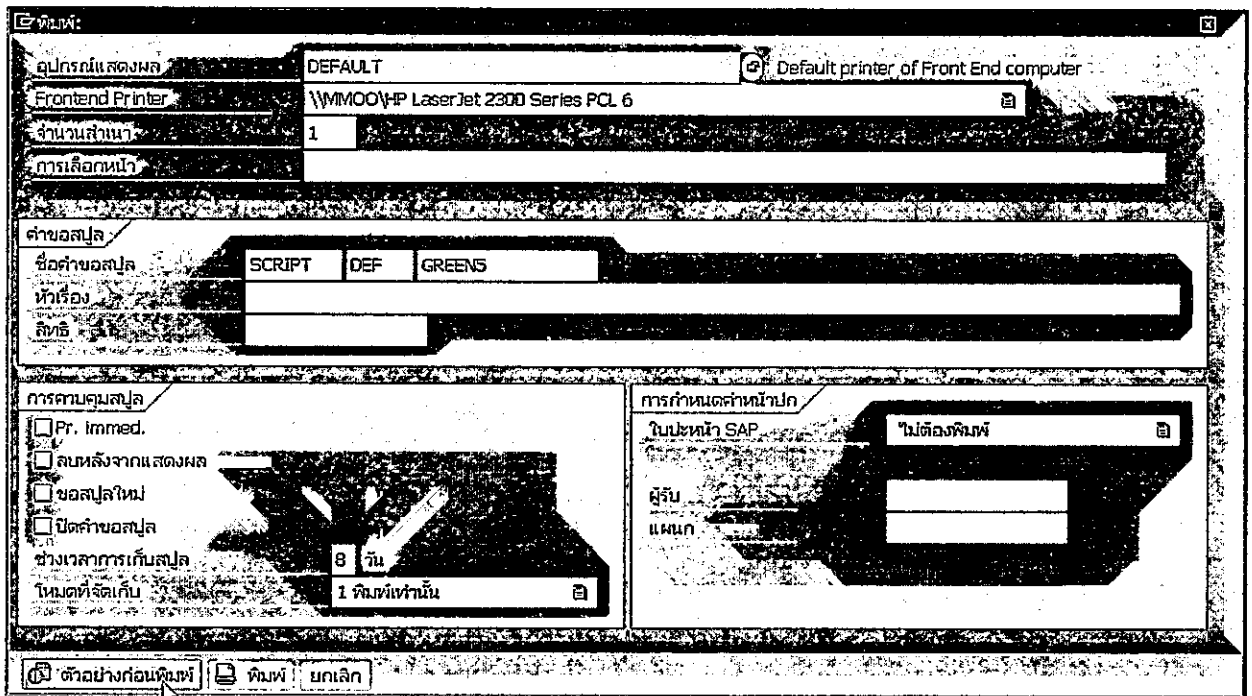 พิมพ์:
อุปกรณ์แสดงผล DEFAULT Default printer of Front End computer
Frontend Printer \\MMOO\HP LaserJet 2300 Series PCL 6
จำนวนสำเนา 1
การเลือกหน้า
คำขอสปูล
ชื่อคำขอสปูล SCRIPT DEF GREEN5
หัวเรื่อง
สิทธิ
การควบคุมสปูล
Pr. immed.
ลบหลังจากแสดงผล
ขอสปูลใหม่
ปิดคำขอสปูล
ช่วงเวลาการเก็บสปูล 8 วัน
โหมดที่จัดเก็บ 1 พิมพ์เท่านั้น
การกำหนดค่าหน้าปก
ใบปะหน้า SAP ไม่ต้องพิมพ์
ผู้รับ
แผนก
ตัวอย่างก่อนพิมพ์ พิมพ์ ยกเลิก